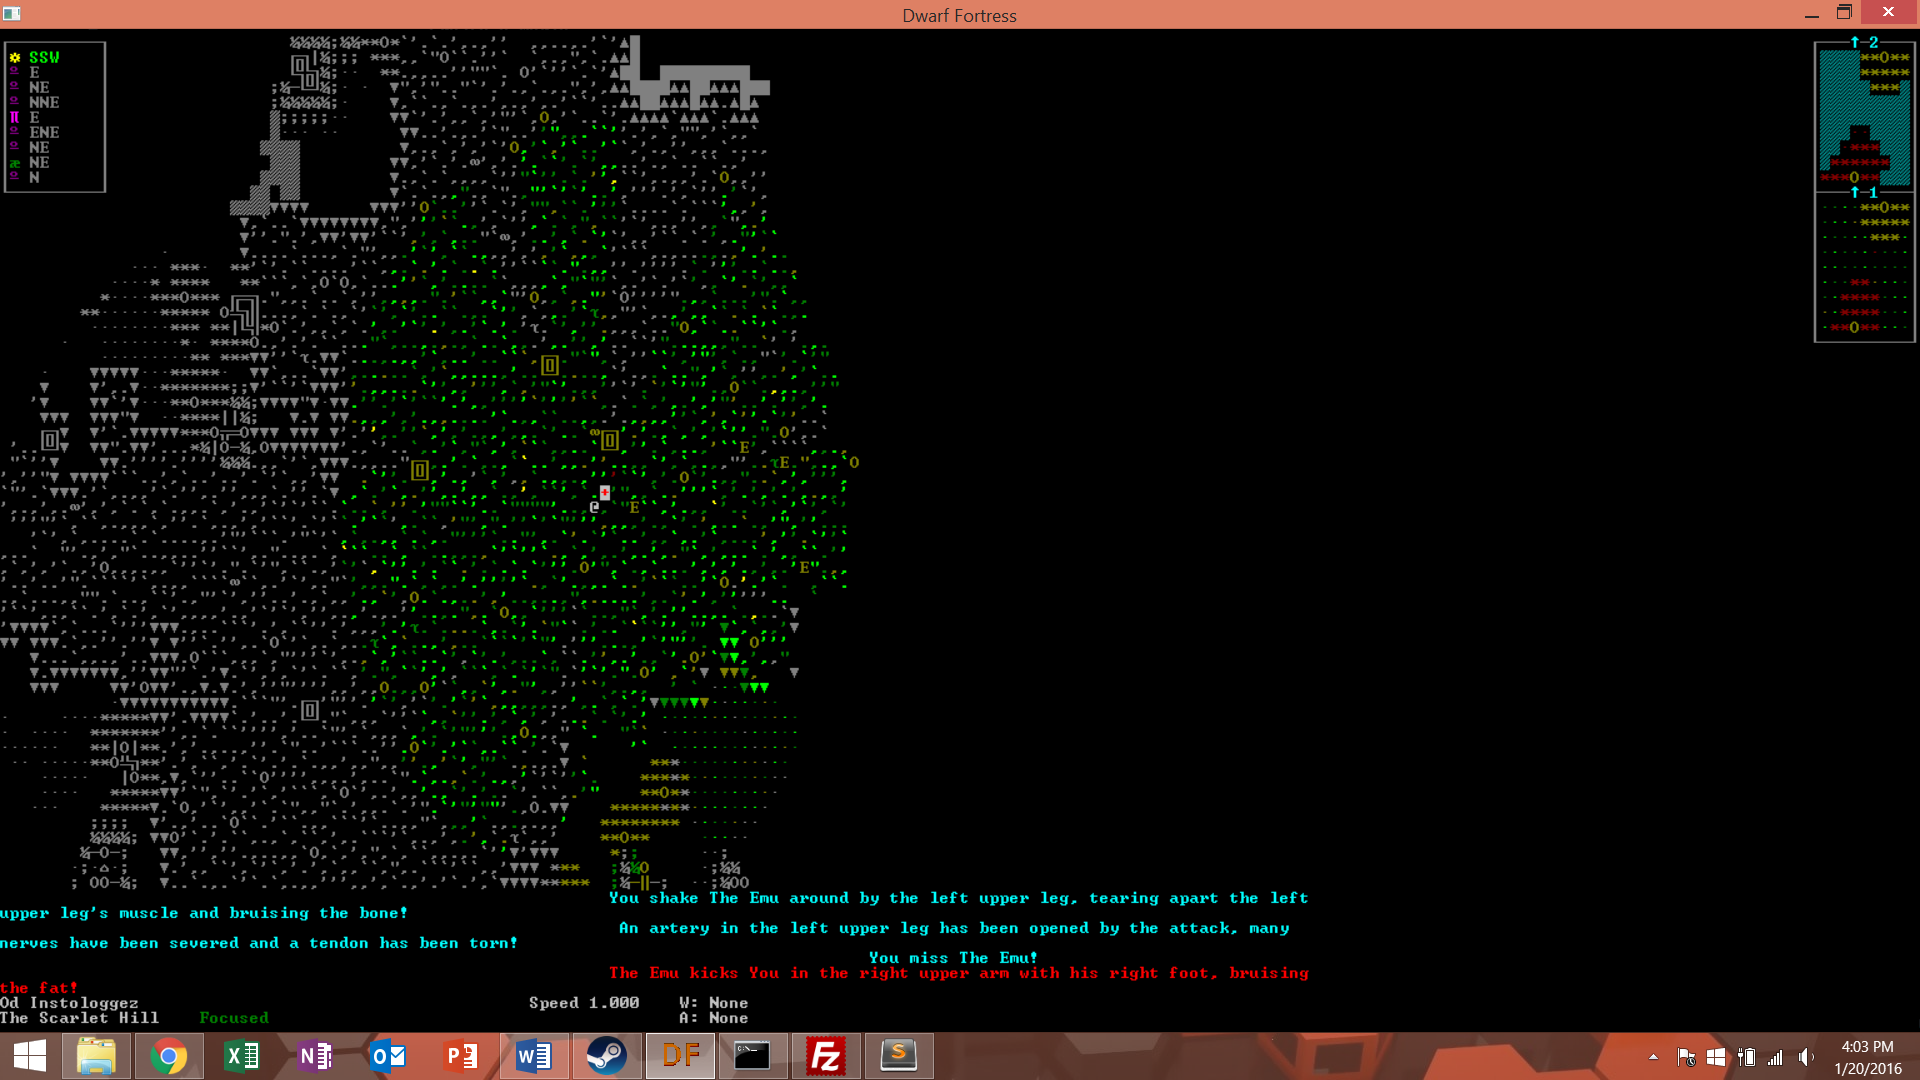 Dwarf Fortress
SSW
E
NE
NNE
E
ENE
NE
NE
N
2
1
You shake The Emu around by the left upper leg, tearing apart the left
upper leg's muscle and bruising the bone!
An artery in the left upper leg has been opened by the attack, many
nerves have been severed and a tendon has been torn!
You miss The Emu!
The Emu kicks You in the right upper arm with his right foot, bruising
the fat!
Od Instologgez
Speed 1.000
W: None
The Scarlet Hill
Focused
A: None
4:03 PM
1/20/2016